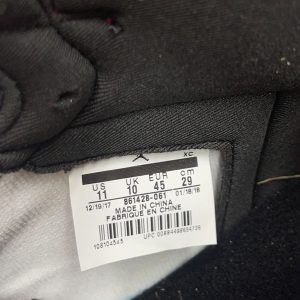 XC
US UK EUR cm
11 10 45 29
12/19/17 861428-061 01/18/18
MADE IN CHINA
FABRIQUE EN CHINE